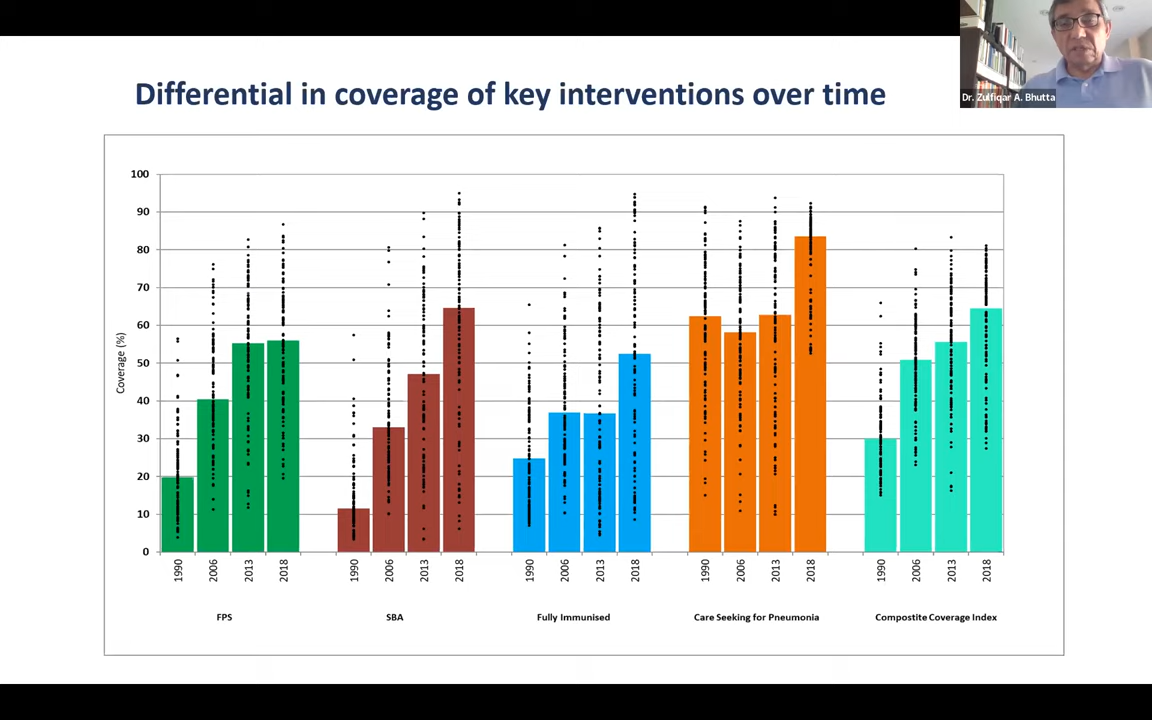 Differential in coverage of key interventions over time
Dr. Zulfiqar A. Bhutta
Coverage (%)
100
90
80
70
60
50
40
30
20
10
0
1990 2006 2013 2018 1990 2006 2013 2018 1990 2006 2013 2018 1990 2006 2013 2018 1990 2006 2013 2018
FPS SBA Fully Immunised Care Seeking for Pneumonia Compostite Coverage Index